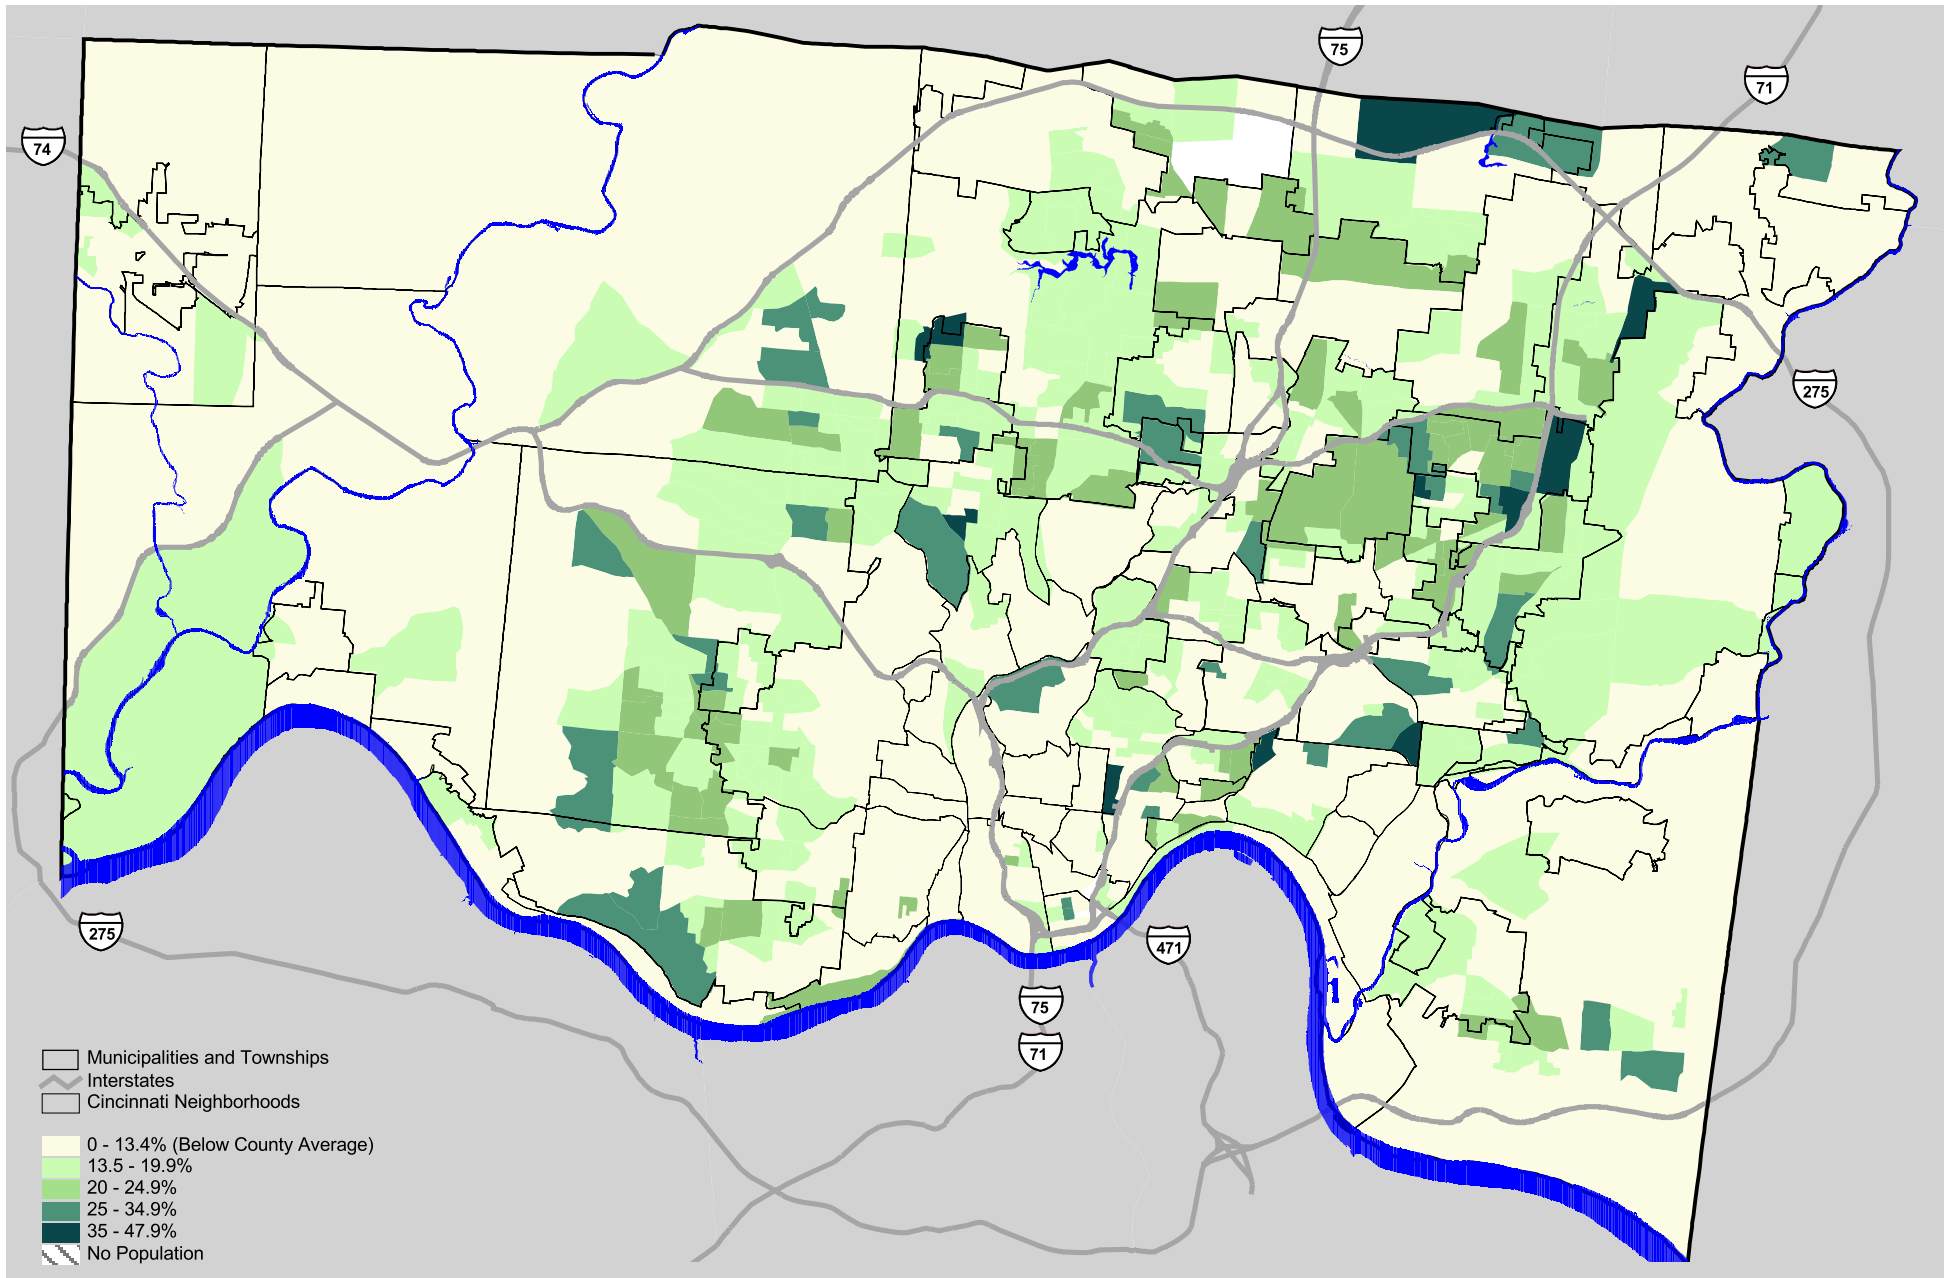 75
71
74
275
275
471
75
71
Municipalities and Townships
Interstates
Cincinnati Neighborhoods
0 - 13.4% (Below County Average)
13.5 - 19.9%
20 - 24.9%
25 - 34.9%
35 - 47.9%
No Population